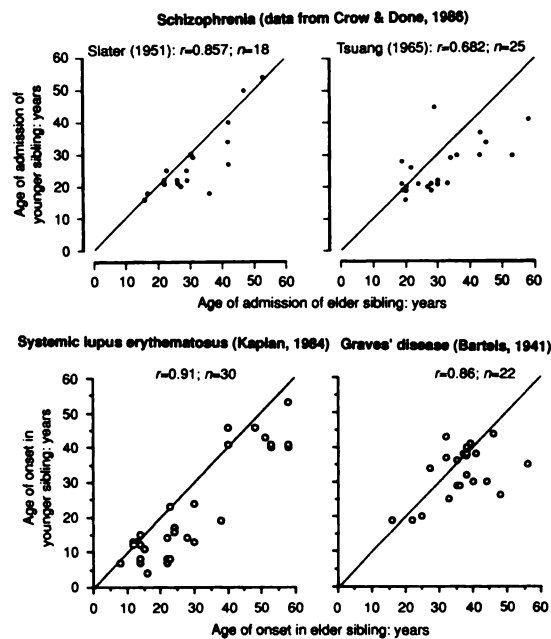 Schizophrenia (data from Crow & Done, 1986)
Slater (1951): r=0.857; n=18
Tsuang (1965): r=0.682; n=25
Age of admission of
younger sibling: years
60
50
40
30
20
10
0
0 10 20 30 40 50 60
0 10 20 30 40 50 60
Age of admission of elder sibling: years
Systemic lupus erythematosus (Kaplan, 1984)
Graves' disease (Bartels, 1941)
r=0.91; n=30
r=0.86; n=22
Age of onset in
younger sibling: years
60
50
40
30
20
10
0
0 10 20 30 40 50 60
0 10 20 30 40 50 60
Age of onset in elder sibling: years